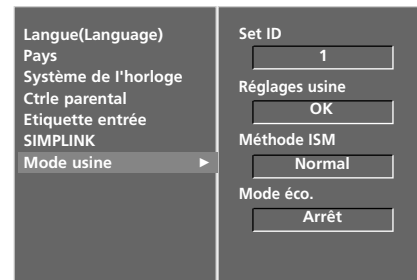 Langue(Language)
Pays
Système de l'horloge
Ctrle parental
Etiquette entrée
SIMPLINK
Mode usine ►
Set ID
1
Réglages usine
OK
Méthode ISM
Normal
Mode éco.
Arrêt